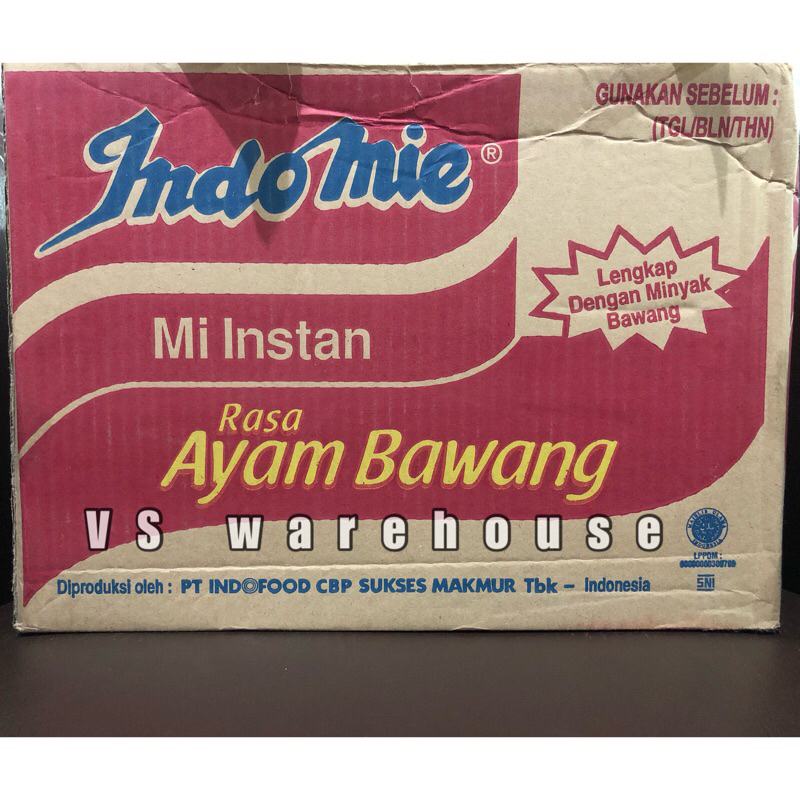 GUNAKAN SEBELUM :
(TGL/BLN/THN)
Indomie®
Lengkap
Dengan Minyak
Bawang
Mi Instan
Rasa
Ayam Bawang
VS warehouse
LPPOM :
Diproduksi oleh : PT INDOFOOD CBP SUKSES MAKMUR Tbk – Indonesia
SNI